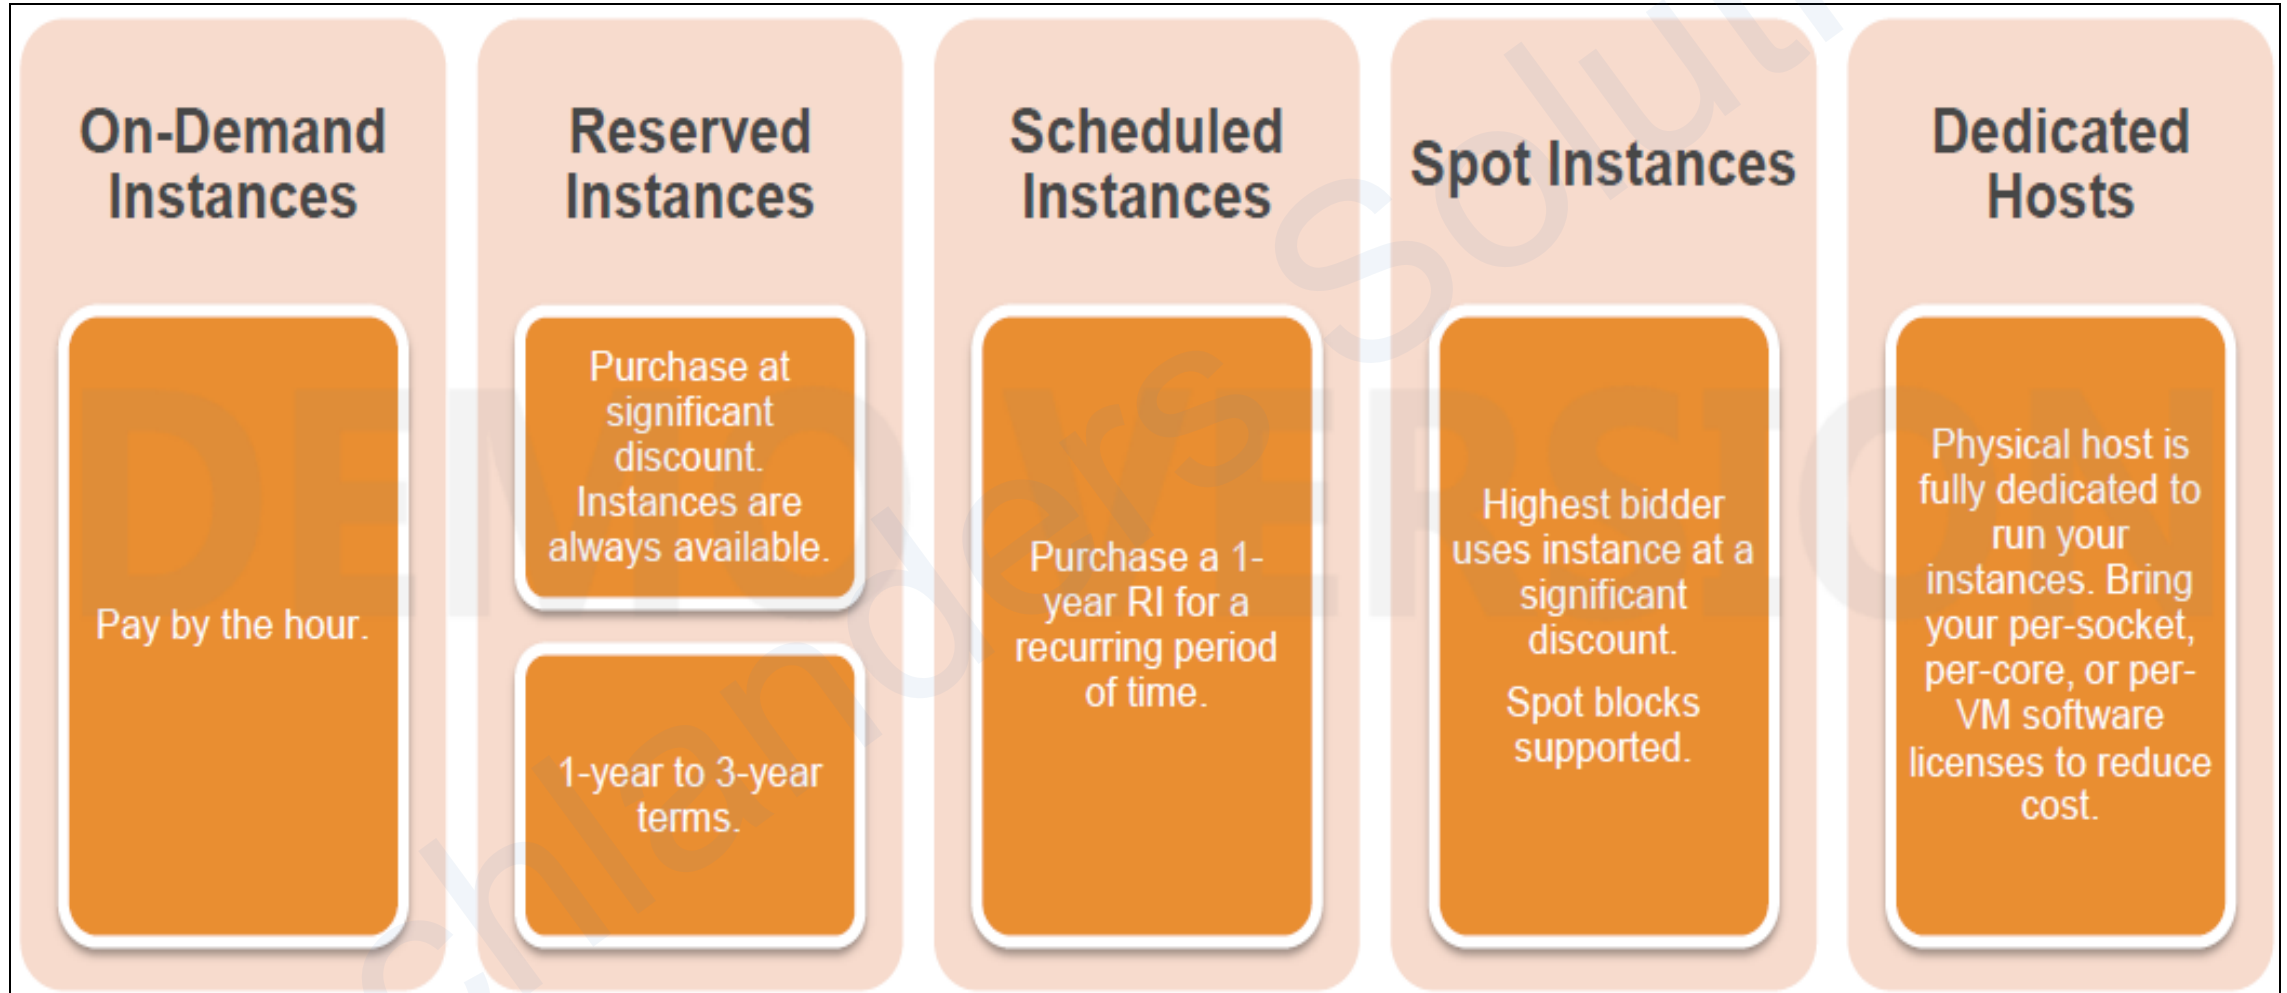 On-Demand
Instances
Pay by the hour.
Reserved
Instances
Purchase at
significant
discount.
Instances are
always available.
1-year to 3-year
terms.
Scheduled
Instances
Purchase a 1-
year RI for a
recurring period
of time.
Spot Instances
Highest bidder
uses instance at a
significant
discount.
Spot blocks
supported.
Dedicated
Hosts
Physical host is
fully dedicated to
run your
instances. Bring
your per-socket,
per-core, or per-
VM software
licenses to reduce
cost.
DEMO VERSION